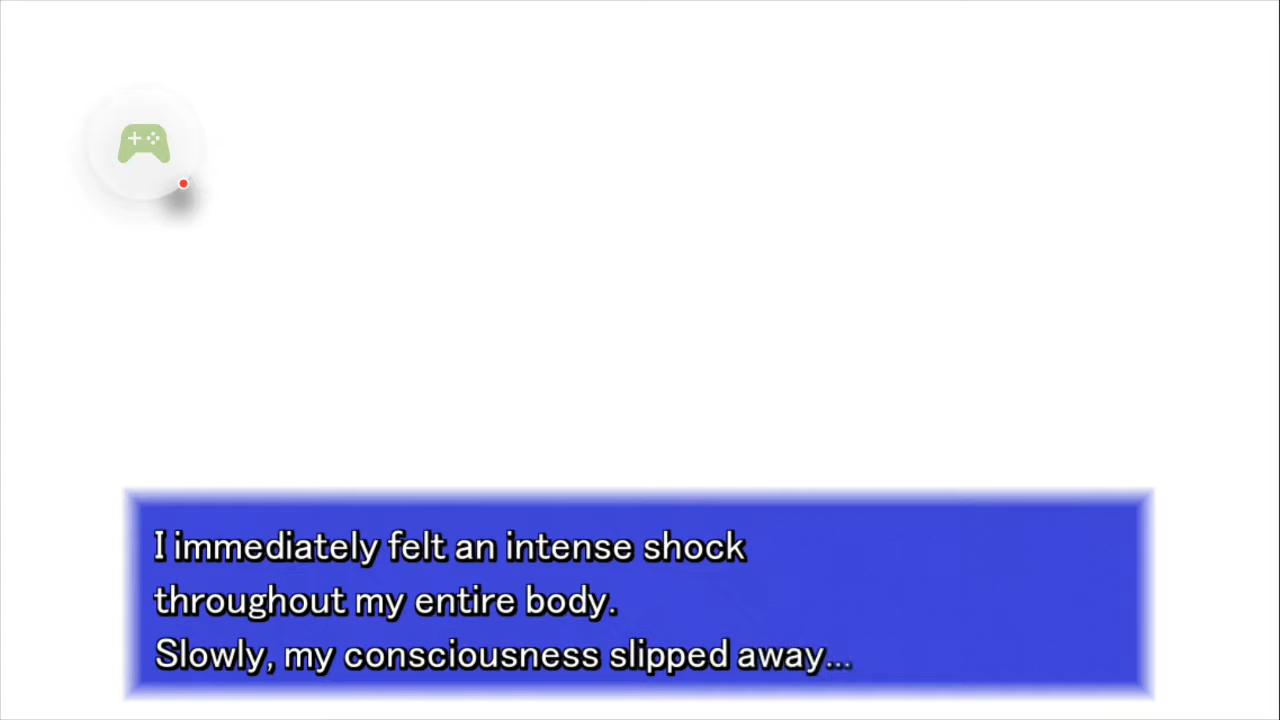 I immediately felt an intense shock
throughout my entire body.
Slowly, my consciousness slipped away...